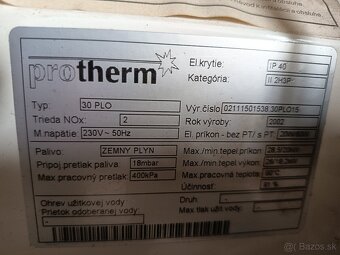 protherm
El.krytie: IP 40
Kategória: II 2H3P
Typ: 30 PLO
Trieda NOx: 2
M.napätie: 230V ~ 50Hz
Výr.číslo
Rok výroby: 2002
El. príkon - bez PT/ s PT:
Palivo: ZEMNY PLYN
Pripoj.pretlak paliva: 18mbar
Max.pracovný pretlak 400kPa
Max./min.tepel.príkon:
Max./min.tepel.výkon:
Max.pracovná teplota:
Účinnosť:
Ohrev užitkovej vody -
Prietok odoberanej vody: -
Druh -
Max tlak užit vody: -
Bazos.sk